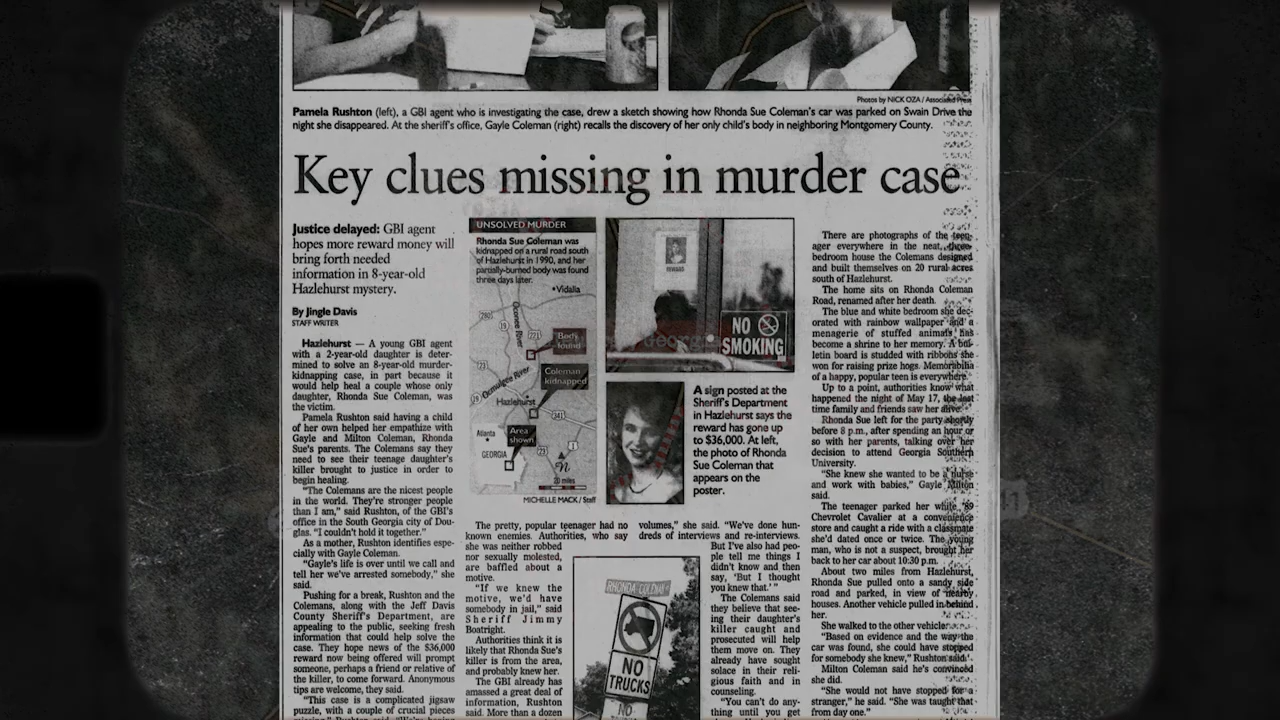 Photos by NICK OZA / Associated Press
Pamela Rushton (left), a GBI agent who is investigating the case, drew a sketch showing how Rhonda Sue Coleman's car was parked on Swain Drive the
night she disappeared. At the sheriff's office, Gayle Coleman (right) recalls the discovery of her only child's body in neighboring Montgomery County.
Key clues missing in murder case
Justice delayed: GBI agent
hopes more reward money will
bring forth needed
information in 8-year-old
Hazlehurst mystery.
By Jingle Davis
STAFF WRITER
Hazlehurst — A young GBI agent
with a 2-year-old daughter is deter-
mined to solve an 8-year-old murder-
kidnapping case, in part because it
would help heal a couple whose only
daughter, Rhonda Sue Coleman, was
the victim.
Pamela Rushton said having a child
of her own helped her empathize with
Gayle and Milton Coleman, Rhonda
Sue's parents. The Colemans say they
need to see their teenage daughter's
killer brought to justice in order to
begin healing.
"The Colemans are the nicest people
in the world. They're stronger people
than I am," said Rushton, of the GBI's
office in the South Georgia city of Dou-
glas. "I couldn't hold it together."
As a mother, Rushton identifies espe-
cially with Gayle Coleman.
"Gayle's life is over until we call and
tell her we've arrested somebody," she
said.
Pushing for a break, Rushton and the
Colemans, along with the Jeff Davis
County Sheriff's Department, are
appealing to the public, seeking fresh
information that could help solve the
case. They hope news of the $36,000
reward now being offered will prompt
someone, perhaps a friend or relative of
the killer, to come forward. Anonymous
tips are welcome, they said.
"This case is a complicated jigsaw
puzzle, with a couple of crucial pieces
UNSOLVED MURDER
Rhonda Sue Coleman was
kidnapped on a rural road south
of Hazlehurst in 1990, and her
partially-burned body was found
three days later.
Vidalia
Oconee River
Body
found
Coleman
kidnapped
Ocmulgee River
Hazlehurst
Atlanta
Area
shown
GEORGIA
N
20 miles
MICHELLE MACK / Staff
NO
SMOKING
A sign posted at the
Sheriff's Department
in Hazlehurst says the
reward has gone up
to $36,000. At left,
the photo of Rhonda
Sue Coleman that
appears on the
poster.
The pretty, popular teenager had no
known enemies. Authorities, who say
she was neither robbed
nor sexually molested,
are baffled about a
motive.
"If we knew the
motive, we'd have
somebody in jail," said
Sheriff Jimmy
Boatright.
Authorities think it is
likely that Rhonda Sue's
killer is from the area,
and probably knew her.
The GBI already has
amassed a great deal of
information, Rushton
said. More than a dozen
RHONDA COLEMAN
NO
TRUCKS
NO
volumes," she said. "We've done hun-
dreds of interviews and re-interviews.
But I've also had peo-
ple tell me things I
didn't know and then
say, 'But I thought
you knew that.'"
The Colemans said
they believe that see-
ing their daughter's
killer caught and
prosecuted will help
them move on. They
already have sought
solace in their reli-
gious faith and in
counseling.
"You can't do any-
thing until you get
There are photographs of the teen-
ager everywhere in the neat, three-
bedroom house the Colemans designed
and built themselves on 20 rural acres
south of Hazlehurst.
The home sits on Rhonda Coleman
Road, renamed after her death.
The blue and white bedroom she dec-
orated with rainbow wallpaper and a
menagerie of stuffed animals has
become a shrine to her memory. A bul-
letin board is studded with ribbons she
won for raising prize hogs. Memorabilia
of a happy, popular teen is everywhere.
Up to a point, authorities know what
happened the night of May 17, the last
time family and friends saw her alive.
Rhonda Sue left for the party shortly
before 8 p.m., after spending an hour or
so with her parents, talking over her
decision to attend Georgia Southern
University.
"She knew she wanted to be a nurse
and work with babies," Gayle Milton
said.
The teenager parked her white '89
Chevrolet Cavalier at a convenience
store and caught a ride with a classmate
she'd dated once or twice. The young
man, who is not a suspect, brought her
back to her car about 10:30 p.m.
About two miles from Hazlehurst,
Rhonda Sue pulled onto a sandy side
road and parked, in view of nearby
houses. Another vehicle pulled in behind
her.
She walked to the other vehicle.
"Based on evidence and the way the
car was found, she could have stopped
for somebody she knew," Rushton said.
Milton Coleman said he's convinced
she did.
"She would not have stopped for a
stranger," he said. "She was taught that
from day one."